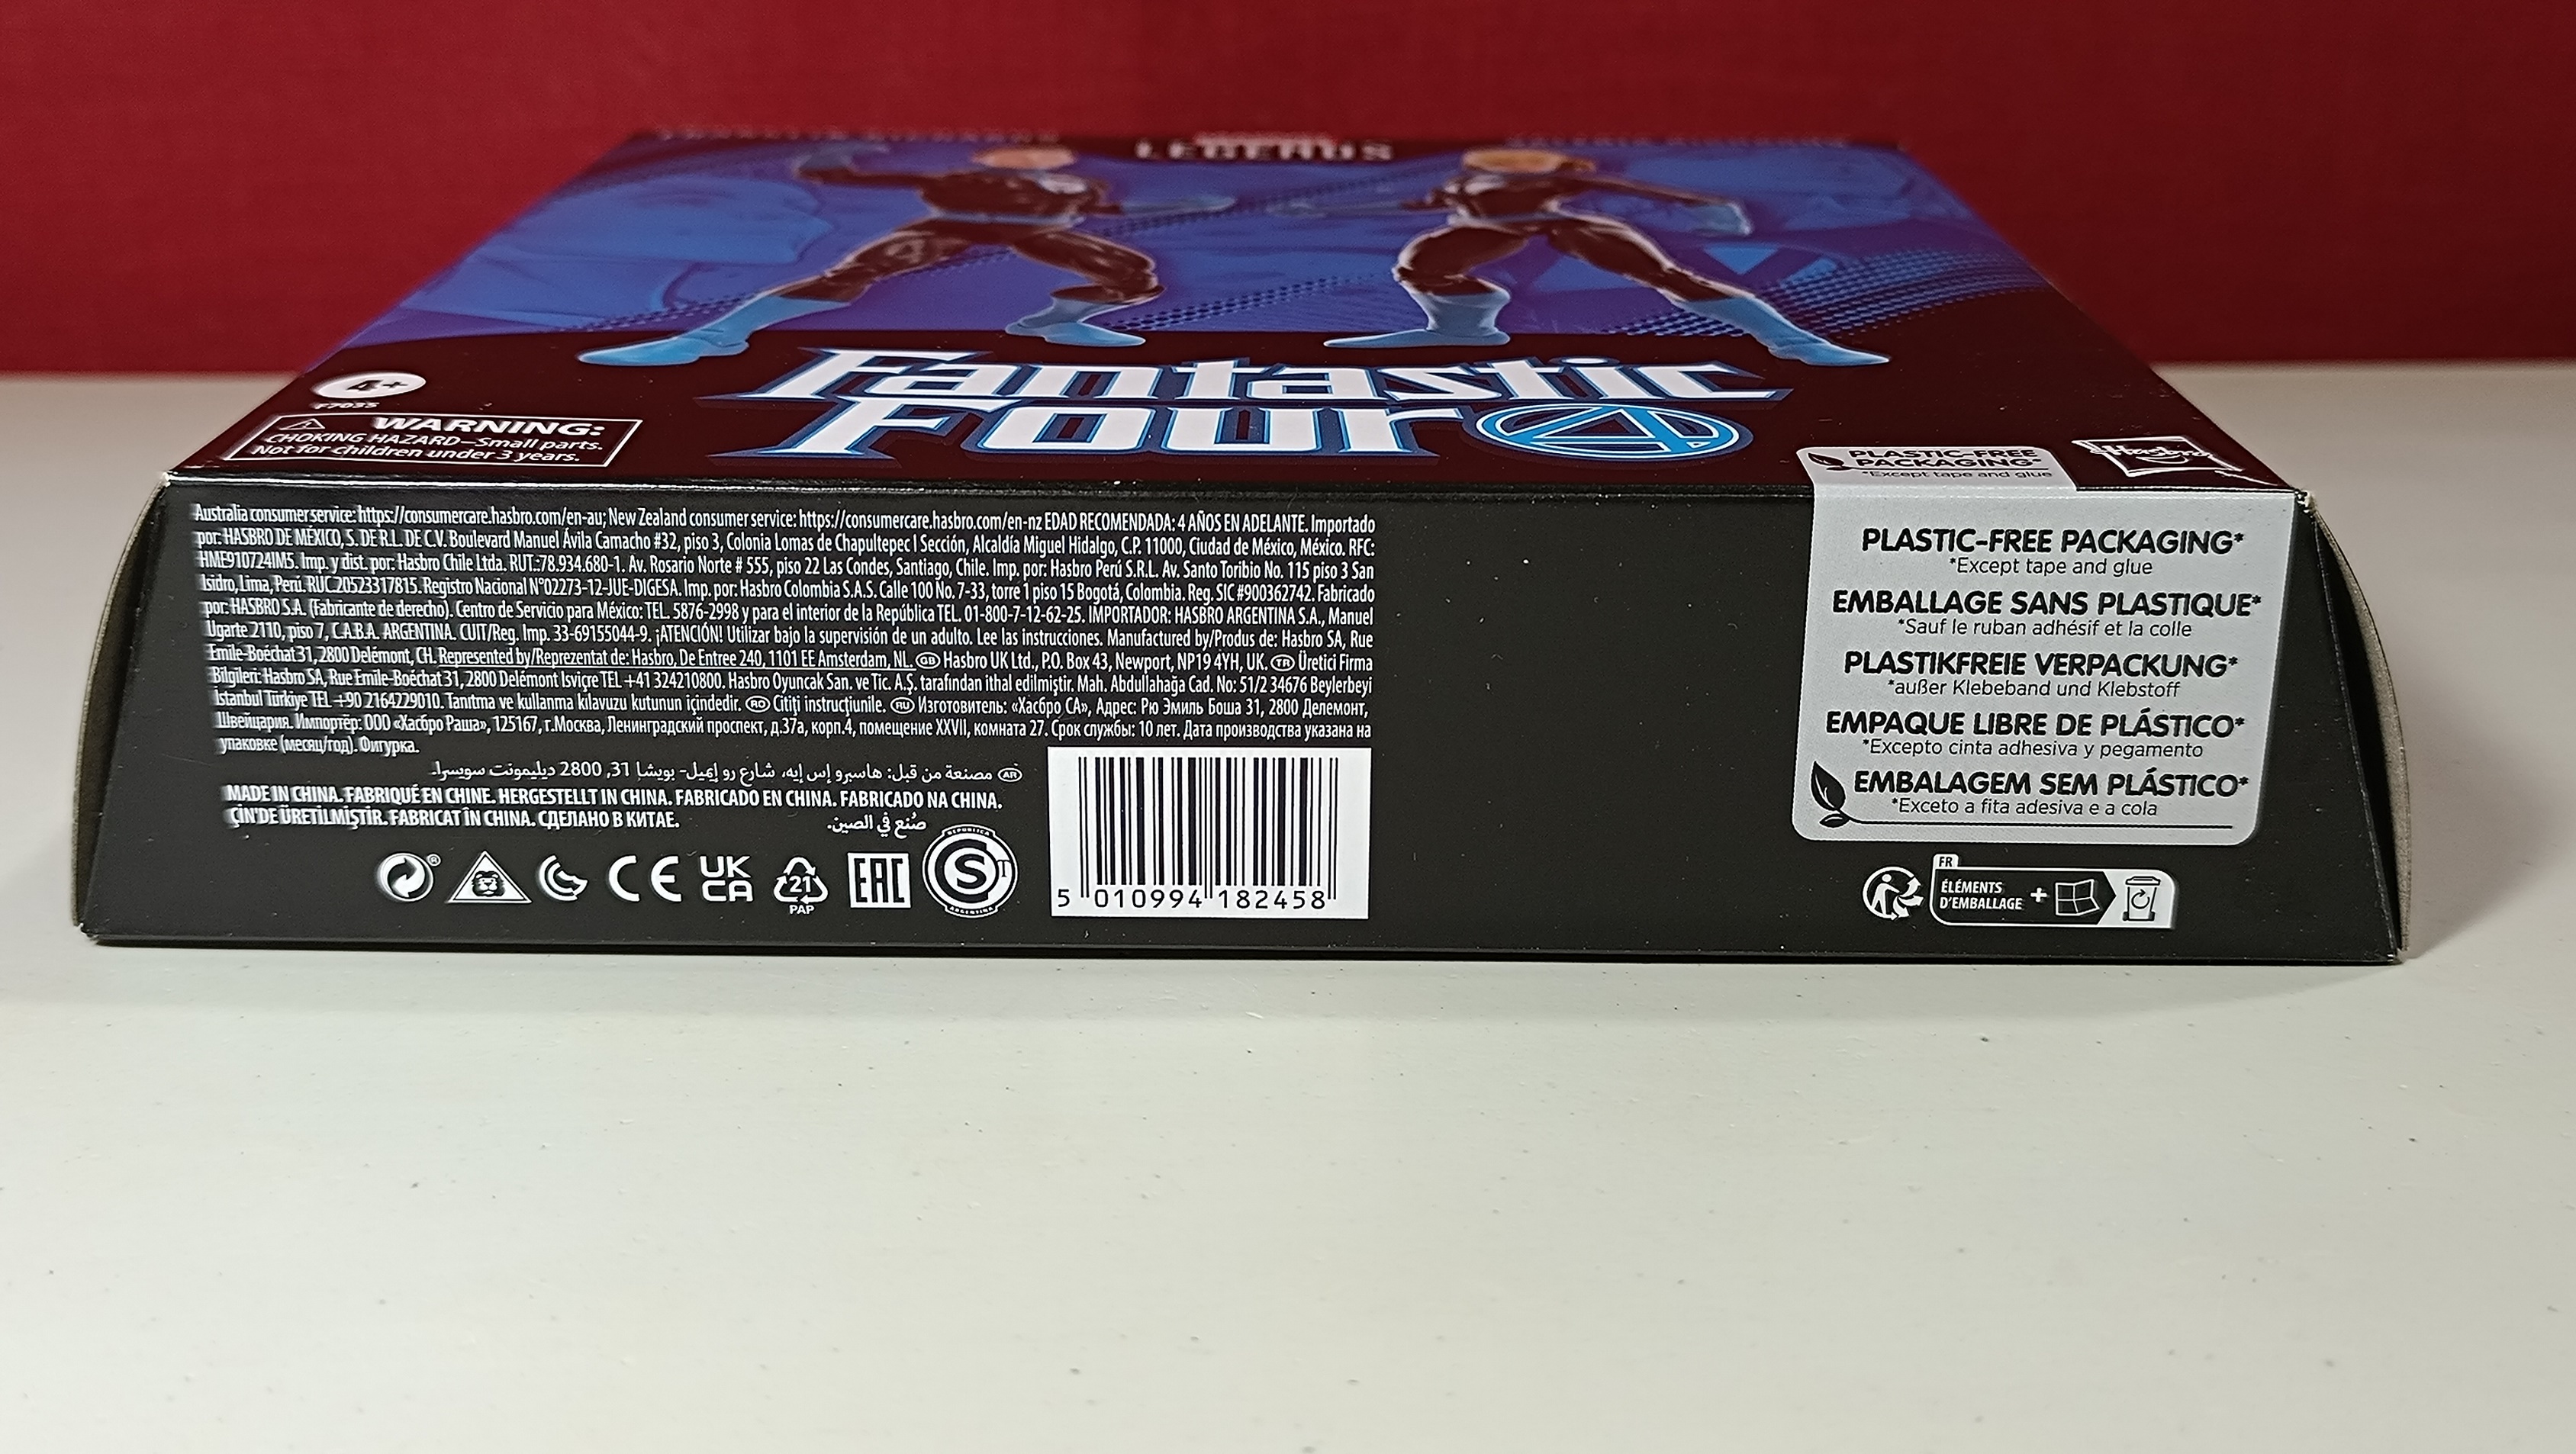 LEGENDS
Fantastic
Four
4+
F7035
WARNING:
CHOKING HAZARD—Small parts.
Not for children under 3 years.
PLASTIC-FREE
PACKAGING*
*Except tape and glue
Hasbro
Australia consumer service: https://consumercare.hasbro.com/en-au; New Zealand consumer service: https://consumercare.hasbro.com/en-nz EDAD RECOMENDADA: 4 AÑOS EN ADELANTE. Importado
por: HASBRO DE MÉXICO, S. DE R.L. DE C.V. Boulevard Manuel Ávila Camacho #32, piso 3, Colonia Lomas de Chapultepec I Sección, Alcaldía Miguel Hidalgo, C.P. 11000, Ciudad de México, México. RFC:
HME910724IM5. Imp. y dist. por: Hasbro Chile Ltda. RUT.:78.934.680-1. Av. Rosario Norte # 555, piso 22 Las Condes, Santiago, Chile. Imp. por: Hasbro Perú S.R.L. Av. Santo Toribio No. 115 piso 3 San
Isidro, Lima, Perú. RUC.20523317815. Registro Nacional N°02273-12-JUE-DIGESA. Imp. por: Hasbro Colombia S.A.S. Calle 100 No. 7-33, torre 1 piso 15 Bogotá, Colombia. Reg. SIC #900362742. Fabricado
por: HASBRO S.A. (Fabricante de derecho). Centro de Servicio para México: TEL. 5876-2998 y para el interior de la República TEL. 01-800-7-12-62-25. IMPORTADOR: HASBRO ARGENTINA S.A., Manuel
Ugarte 2110, piso 7, C.A.B.A. ARGENTINA. CUIT/Reg. Imp. 33-69155044-9. ¡ATENCIÓN! Utilizar bajo la supervisión de un adulto. Lee las instrucciones. Manufactured by/Produs de: Hasbro SA, Rue
Emile-Boéchat 31, 2800 Delémont, CH. Represented by/Reprezentat de: Hasbro, De Entree 240, 1101 EE Amsterdam, NL. GB Hasbro UK Ltd., P.O. Box 43, Newport, NP19 4YH, UK. TR Üretici Firma
Bilgileri: Hasbro SA, Rue Emile-Boéchat 31, 2800 Delémont Isviçre TEL +41 324210800. Hasbro Oyuncak San. ve Tic. A.Ş. tarafından ithal edilmiştir. Mah. Abdullahağa Cad. No: 51/2 34676 Beylerbeyi
İstanbul Türkiye TEL +90 2164229010. Tanıtma ve kullanma kılavuzu kutunun içindedir. RO Citiți instrucțiunile. RU Изготовитель: «Хасбро СА», Адрес: Рю Эмиль Боша 31, 2800 Делемонт,
Швейцария. Импортёр: ООО «Хасбро Раша», 125167, г.Москва, Ленинградский проспект, д.37а, корп.4, помещение XXVII, комната 27. Срок службы: 10 лет. Дата производства указана на
упаковке (месяц/год). Фигурка.
AR مصنعة من قبل: هاسبرو إس إيه، شارع رو إميل- بويشا 31, 2800 ديليمونت سويسرا.
MADE IN CHINA. FABRIQUÉ EN CHINE. HERGESTELLT IN CHINA. FABRICADO EN CHINA. FABRICADO NA CHINA.
ÇİN'DE ÜRETİLMİŞTİR. FABRICAT ÎN CHINA. СДЕЛАНО В КИТАЕ. صُنع في الصين.
CE UK CA 21 PAP EAC REPUBLICA S T ARGENTINA
5 010994 182458
PLASTIC-FREE PACKAGING*
*Except tape and glue
EMBALLAGE SANS PLASTIQUE*
*Sauf le ruban adhésif et la colle
PLASTIKFREIE VERPACKUNG*
*außer Klebeband und Klebstoff
EMPAQUE LIBRE DE PLÁSTICO*
*Excepto cinta adhesiva y pegamento
EMBALAGEM SEM PLÁSTICO*
*Exceto a fita adesiva e a cola
FR
ÉLÉMENTS
D'EMBALLAGE +